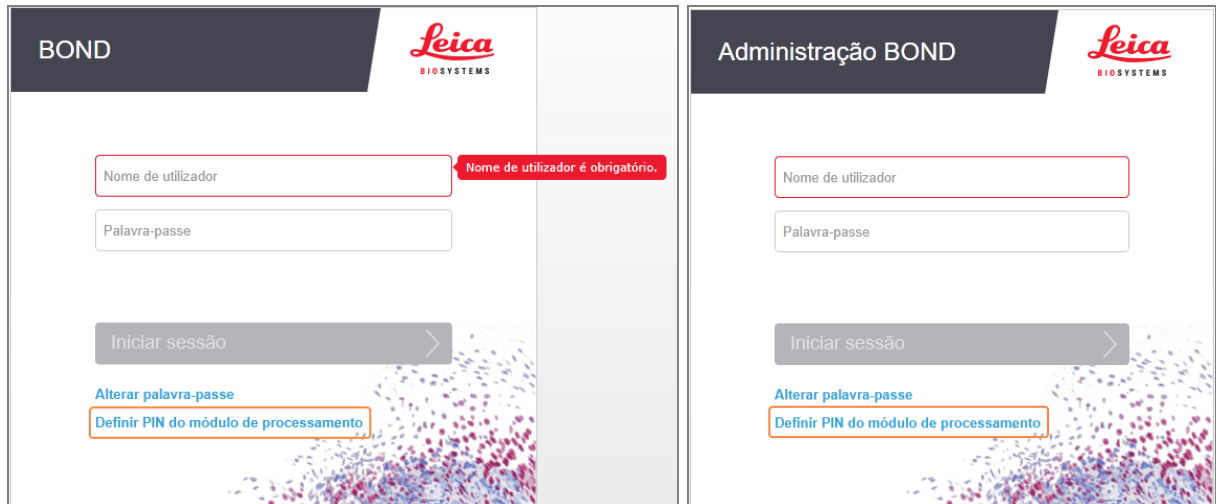 BOND
Leica
BIOSYSTEMS
Nome de utilizador
Nome de utilizador é obrigatório.
Palavra-passe
Iniciar sessão
Alterar palavra-passe
Definir PIN do módulo de processamento
Administração BOND
Leica
BIOSYSTEMS
Nome de utilizador
Palavra-passe
Iniciar sessão
Alterar palavra-passe
Definir PIN do módulo de processamento